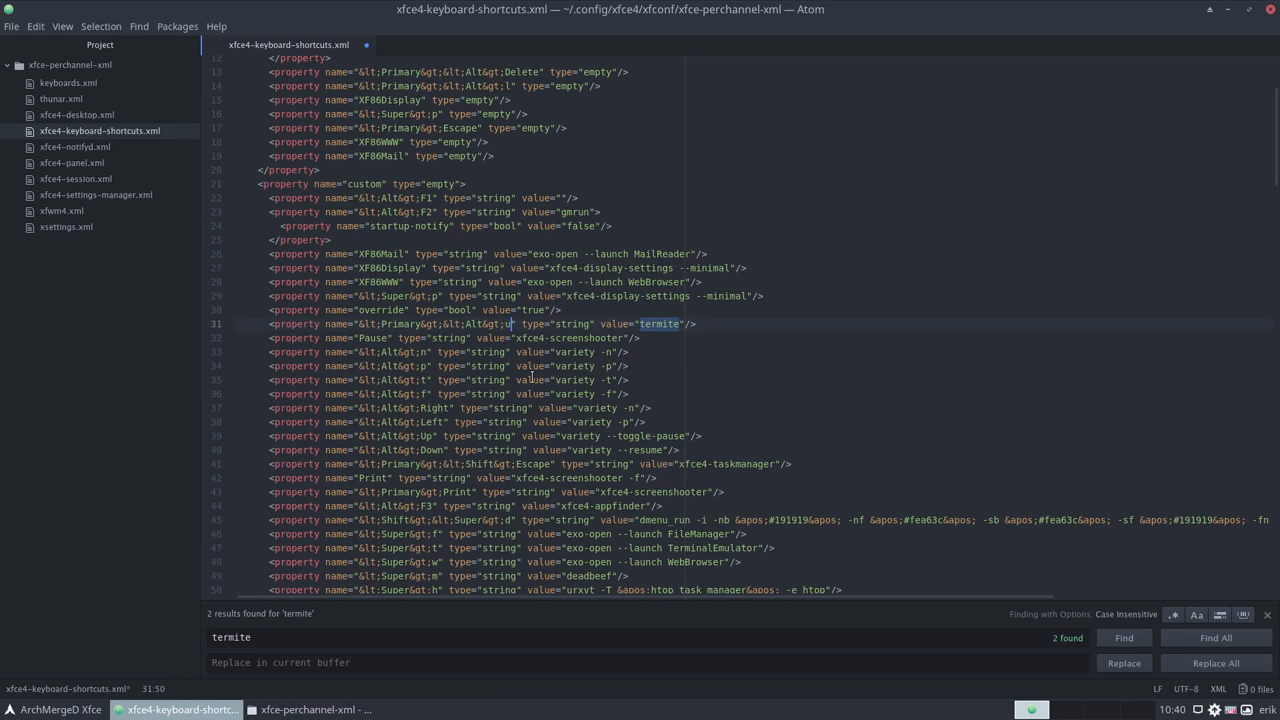 xfce4-keyboard-shortcuts.xml — ~/.config/xfce4/xfconf/xfce-perchannel-xml — Atom
File Edit View Selection Find Packages Help
Project
xfce-perchannel-xml
keyboards.xml
thunar.xml
xfce4-desktop.xml
xfce4-keyboard-shortcuts.xml
xfce4-notifyd.xml
xfce4-panel.xml
xfce4-session.xml
xfce4-settings-manager.xml
xfwm4.xml
xsettings.xml
xfce4-keyboard-shortcuts.xml
12 </property>
13 <property name="&lt;Primary&gt;&lt;Alt&gt;Delete" type="empty"/>
14 <property name="&lt;Primary&gt;&lt;Alt&gt;l" type="empty"/>
15 <property name="XF86Display" type="empty"/>
16 <property name="&lt;Super&gt;p" type="empty"/>
17 <property name="&lt;Primary&gt;Escape" type="empty"/>
18 <property name="XF86WWW" type="empty"/>
19 <property name="XF86Mail" type="empty"/>
20 </property>
21 <property name="custom" type="empty">
22 <property name="&lt;Alt&gt;F1" type="string" value=""/>
23 <property name="&lt;Alt&gt;F2" type="string" value="gmrun">
24 <property name="startup-notify" type="bool" value="false"/>
25 </property>
26 <property name="XF86Mail" type="string" value="exo-open --launch MailReader"/>
27 <property name="XF86Display" type="string" value="xfce4-display-settings --minimal"/>
28 <property name="XF86WWW" type="string" value="exo-open --launch WebBrowser"/>
29 <property name="&lt;Super&gt;p" type="string" value="xfce4-display-settings --minimal"/>
30 <property name="override" type="bool" value="true"/>
31 <property name="&lt;Primary&gt;&lt;Alt&gt;u" type="string" value="termite"/>
32 <property name="Pause" type="string" value="xfce4-screenshooter"/>
33 <property name="&lt;Alt&gt;n" type="string" value="variety -n"/>
34 <property name="&lt;Alt&gt;p" type="string" value="variety -p"/>
35 <property name="&lt;Alt&gt;t" type="string" value="variety -t"/>
36 <property name="&lt;Alt&gt;f" type="string" value="variety -f"/>
37 <property name="&lt;Alt&gt;Right" type="string" value="variety -n"/>
38 <property name="&lt;Alt&gt;Left" type="string" value="variety -p"/>
39 <property name="&lt;Alt&gt;Up" type="string" value="variety --toggle-pause"/>
40 <property name="&lt;Alt&gt;Down" type="string" value="variety --resume"/>
41 <property name="&lt;Primary&gt;&lt;Shift&gt;Escape" type="string" value="xfce4-taskmanager"/>
42 <property name="Print" type="string" value="xfce4-screenshooter -f"/>
43 <property name="&lt;Primary&gt;Print" type="string" value="xfce4-screenshooter"/>
44 <property name="&lt;Alt&gt;F3" type="string" value="xfce4-appfinder"/>
45 <property name="&lt;Shift&gt;&lt;Super&gt;d" type="string" value="dmenu_run -i -nb &apos;#191919&apos; -nf &apos;#fea63c&apos; -sb &apos;#fea63c&apos; -sf &apos;#191919&apos; -fn
46 <property name="&lt;Super&gt;f" type="string" value="exo-open --launch FileManager"/>
47 <property name="&lt;Super&gt;t" type="string" value="exo-open --launch TerminalEmulator"/>
48 <property name="&lt;Super&gt;w" type="string" value="exo-open --launch WebBrowser"/>
49 <property name="&lt;Super&gt;m" type="string" value="deadbeef"/>
50 <property name="&lt;Super&gt;h" type="string" value="urxvt -T &apos;htop task manager&apos; -e htop"/>
2 results found for 'termite'
Finding with Options: Case Insensitive
.* Aa
termite
2 found
Find
Find All
Replace in current buffer
Replace
Replace All
xfce4-keyboard-shortcuts.xml* 31:50
LF UTF-8 XML 0 files
ArchMergeD Xfce
xfce4-keyboard-shortc...
xfce-perchannel-xml - ...
10:40
erik